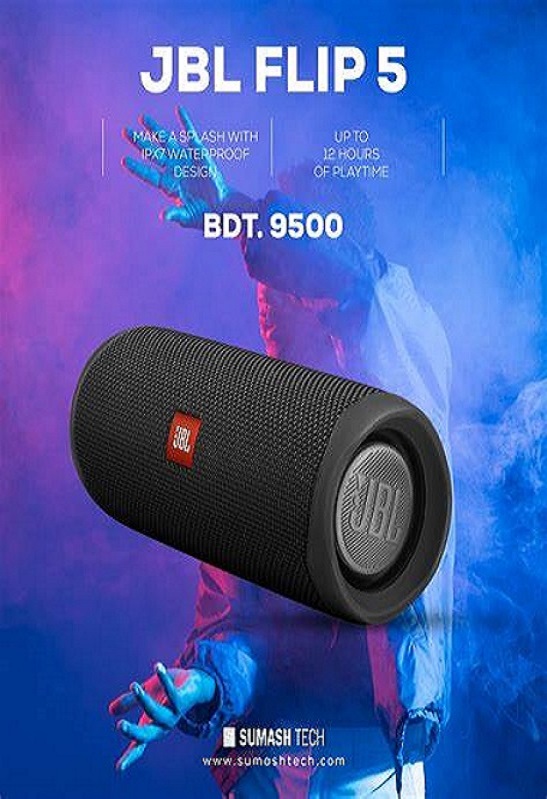 JBL FLIP 5
MAKE A SPLASH WITH
IPX7 WATERPROOF
DESIGN
UP TO
12 HOURS
OF PLAYTIME
BDT. 9500
JBL
JBL
SUMASH TECH
www.sumashtech.com